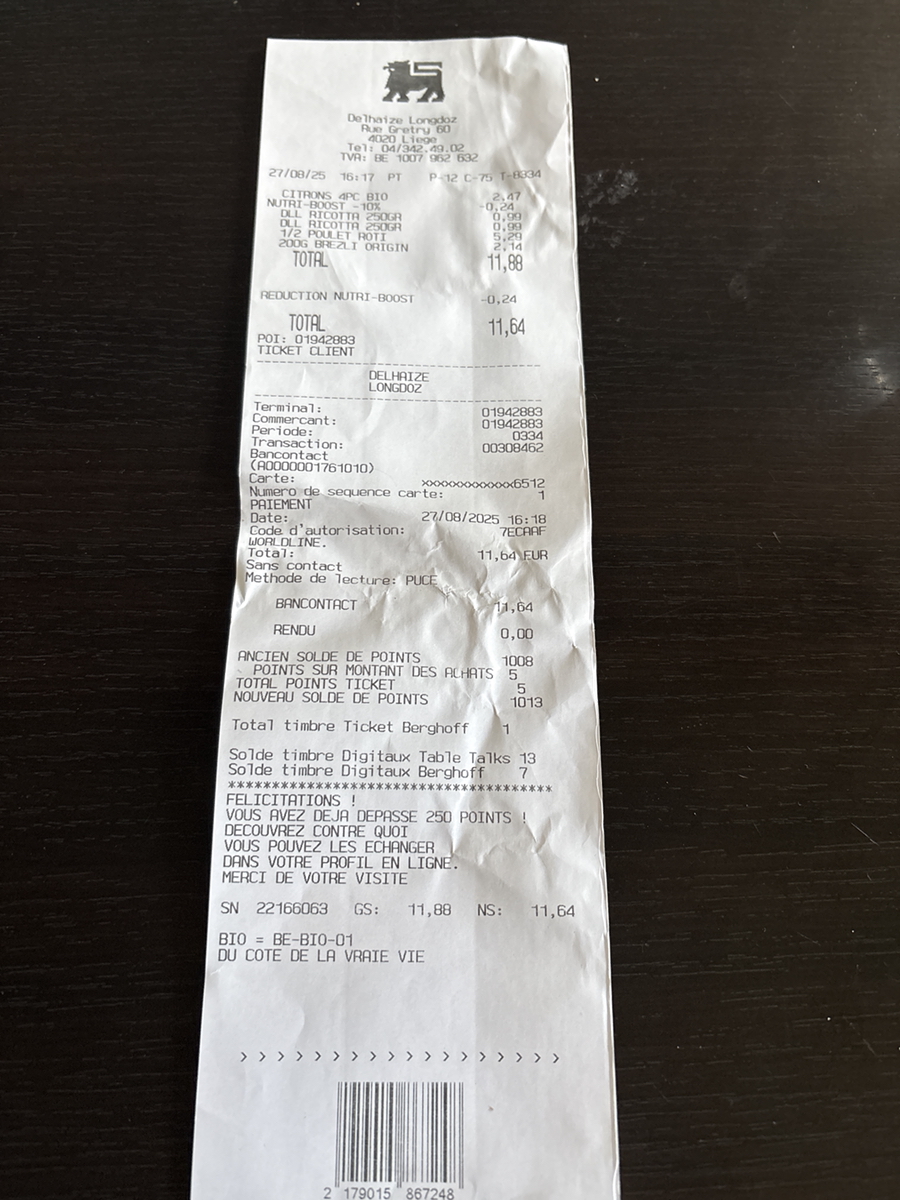 Delhaize Longdoz
Rue Gretry 60
4020 Liege
Tel: 04/342.49.02
TVA: BE 1007 962 632
27/08/25 16:17 PT P-12 C-75 T-8334
CITRONS 4PC BIO 2,47
NUTRI-BOOST -10% -0,24
DLL RICOTTA 250GR 0,99
DLL RICOTTA 250GR 0,99
1/2 POULET ROTI 5,29
200G BREZLI ORIGIN 2,14
TOTAL 11,88
REDUCTION NUTRI-BOOST -0,24
TOTAL 11,64
POI: 01942883
TICKET CLIENT
DELHAIZE
LONGDOZ
Terminal: 01942883
Commercant: 01942883
Periode: 0334
Transaction: 00308462
Bancontact
(A0000001761010)
Carte: xxxxxxxxxxxxx6512
Numero de sequence carte: 1
PAIEMENT
Date: 27/08/2025 16:18
Code d'autorisation: 7ECAAF
WORLDLINE.
Total: 11,64 EUR
Sans contact
Methode de lecture: PUCE
BANCONTACT 11,64
RENDU 0,00
ANCIEN SOLDE DE POINTS 1008
POINTS SUR MONTANT DES ACHATS 5
TOTAL POINTS TICKET 5
NOUVEAU SOLDE DE POINTS 1013
Total timbre Ticket Berghoff 1
Solde timbre Digitaux Table Talks 13
Solde timbre Digitaux Berghoff 7
*************************************
FELICITATIONS !
VOUS AVEZ DEJA DEPASSE 250 POINTS !
DECOUVREZ CONTRE QUOI
VOUS POUVEZ LES ECHANGER
DANS VOTRE PROFIL EN LIGNE.
MERCI DE VOTRE VISITE
SN 22166063 GS: 11,88 NS: 11,64
BIO = BE-BIO-01
DU COTE DE LA VRAIE VIE
> > > > > > > > > > > > > > > > > >
2 179015 867248